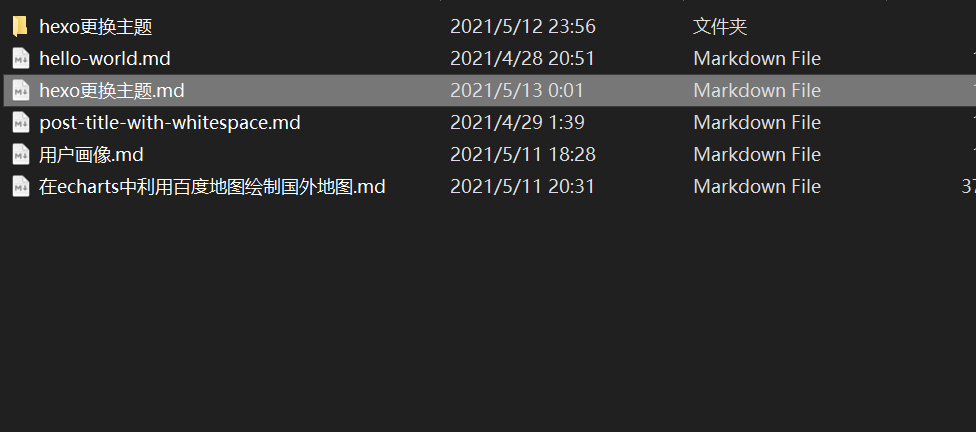 hexo更换主题 2021/5/12 23:56 文件夹
hello-world.md 2021/4/28 20:51 Markdown File
hexo更换主题.md 2021/5/13 0:01 Markdown File
post-title-with-whitespace.md 2021/4/29 1:39 Markdown File
用户画像.md 2021/5/11 18:28 Markdown File
在echarts中利用百度地图绘制国外地图.md 2021/5/11 20:31 Markdown File